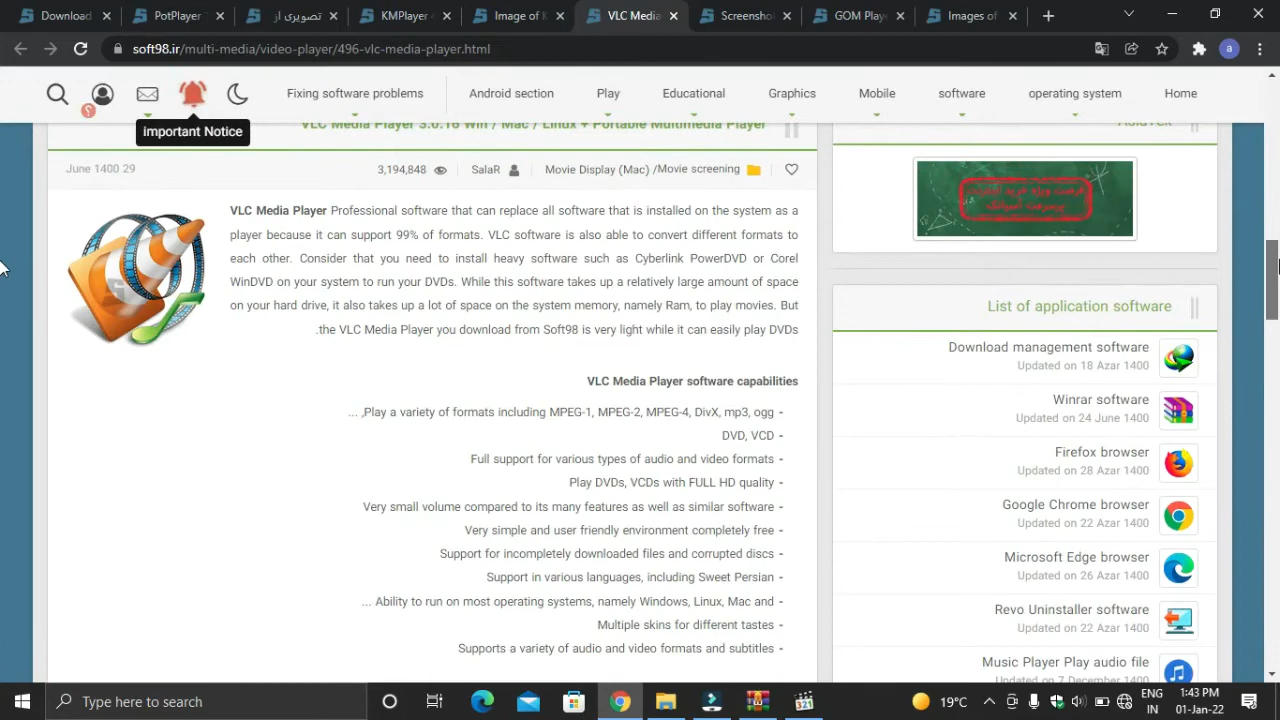 Download
PotPlayer
تصویری از
KMPlayer
Image of K
VLC Media
Screensho
GOM Play
Images of
soft98.ir/multi-media/video-player/496-vlc-media-player.html
a
؟
Fixing software problems
Android section
Play
Educational
Graphics
Mobile
software
operating system
Home
important Notice
VLC Media Player 3.0.16 Win / Mac / Linux + Portable Multimedia Player
June 1400 29
3,194,848
SalaR
Movie Display (Mac) /Movie screening
VLC Media Player Professional software that can replace all software that is installed on the system as a
player because it can support 99% of formats. VLC software is also able to convert different formats to
each other. Consider that you need to install heavy software such as Cyberlink PowerDVD or Corel
WinDVD on your system to run your DVDs. While this software takes up a relatively large amount of space
on your hard drive, it also takes up a lot of space on the system memory, namely Ram, to play movies. But
.the VLC Media Player you download from Soft98 is very light while it can easily play DVDs
VLC Media Player software capabilities
... ,Play a variety of formats including MPEG-1, MPEG-2, MPEG-4, DivX, mp3, ogg -
DVD, VCD -
Full support for various types of audio and video formats -
Play DVDs, VCDs with FULL HD quality -
Very small volume compared to its many features as well as similar software -
Very simple and user friendly environment completely free -
Support for incompletely downloaded files and corrupted discs -
Support in various languages, including Sweet Persian -
... Ability to run on most operating systems, namely Windows, Linux, Mac and -
Multiple skins for different tastes -
Supports a variety of audio and video formats and subtitles -
AsiaTex
فرصت ویژه خرید اینترنت
پرسرعت آسیاتک
List of application software
Download management software
Updated on 18 Azar 1400
Winrar software
Updated on 24 June 1400
Firefox browser
Updated on 28 Azar 1400
Google Chrome browser
Updated on 22 Azar 1400
Microsoft Edge browser
Updated on 26 Azar 1400
Revo Uninstaller software
Updated on 22 Azar 1400
Music Player Play audio file
Updated on 7 December 1400
Type here to search
19°C
ENG
IN
1:43 PM
01-Jan-22